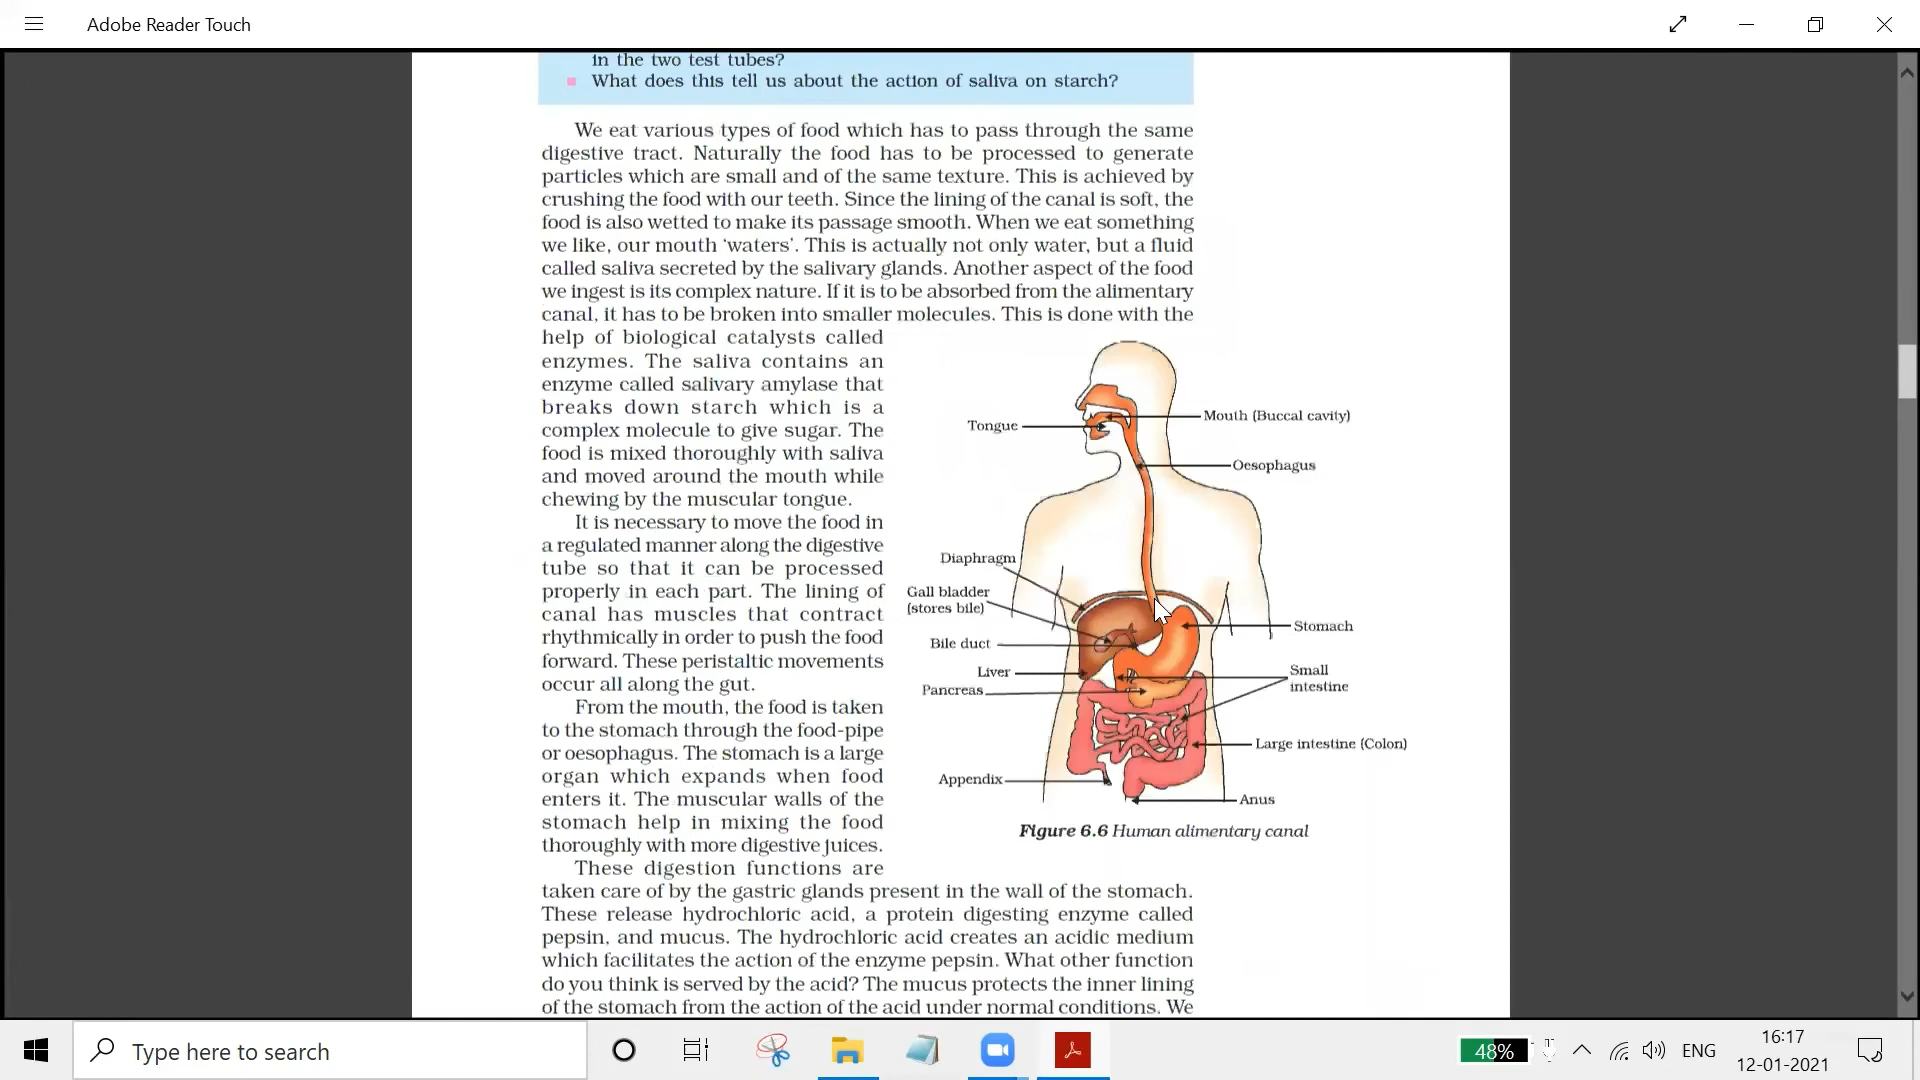 Adobe Reader Touch
in the two test tubes?
What does this tell us about the action of saliva on starch?
We eat various types of food which has to pass through the same
digestive tract. Naturally the food has to be processed to generate
particles which are small and of the same texture. This is achieved by
crushing the food with our teeth. Since the lining of the canal is soft, the
food is also wetted to make its passage smooth. When we eat something
we like, our mouth ‘waters’. This is actually not only water, but a fluid
called saliva secreted by the salivary glands. Another aspect of the food
we ingest is its complex nature. If it is to be absorbed from the alimentary
canal, it has to be broken into smaller molecules. This is done with the
help of biological catalysts called
enzymes. The saliva contains an
enzyme called salivary amylase that
breaks down starch which is a
complex molecule to give sugar. The
food is mixed thoroughly with saliva
and moved around the mouth while
chewing by the muscular tongue.
It is necessary to move the food in
a regulated manner along the digestive
tube so that it can be processed
properly in each part. The lining of
canal has muscles that contract
rhythmically in order to push the food
forward. These peristaltic movements
occur all along the gut.
From the mouth, the food is taken
to the stomach through the food-pipe
or oesophagus. The stomach is a large
organ which expands when food
enters it. The muscular walls of the
stomach help in mixing the food
thoroughly with more digestive juices.
These digestion functions are
taken care of by the gastric glands present in the wall of the stomach.
These release hydrochloric acid, a protein digesting enzyme called
pepsin, and mucus. The hydrochloric acid creates an acidic medium
which facilitates the action of the enzyme pepsin. What other function
do you think is served by the acid? The mucus protects the inner lining
of the stomach from the action of the acid under normal conditions. We
Mouth (Buccal cavity)
Tongue
Oesophagus
Diaphragm
Gall bladder
(stores bile)
Stomach
Bile duct
Liver
Small
intestine
Pancreas
Large intestine (Colon)
Appendix
Anus
Figure 6.6 Human alimentary canal
Type here to search
48%
ENG
16:17
12-01-2021